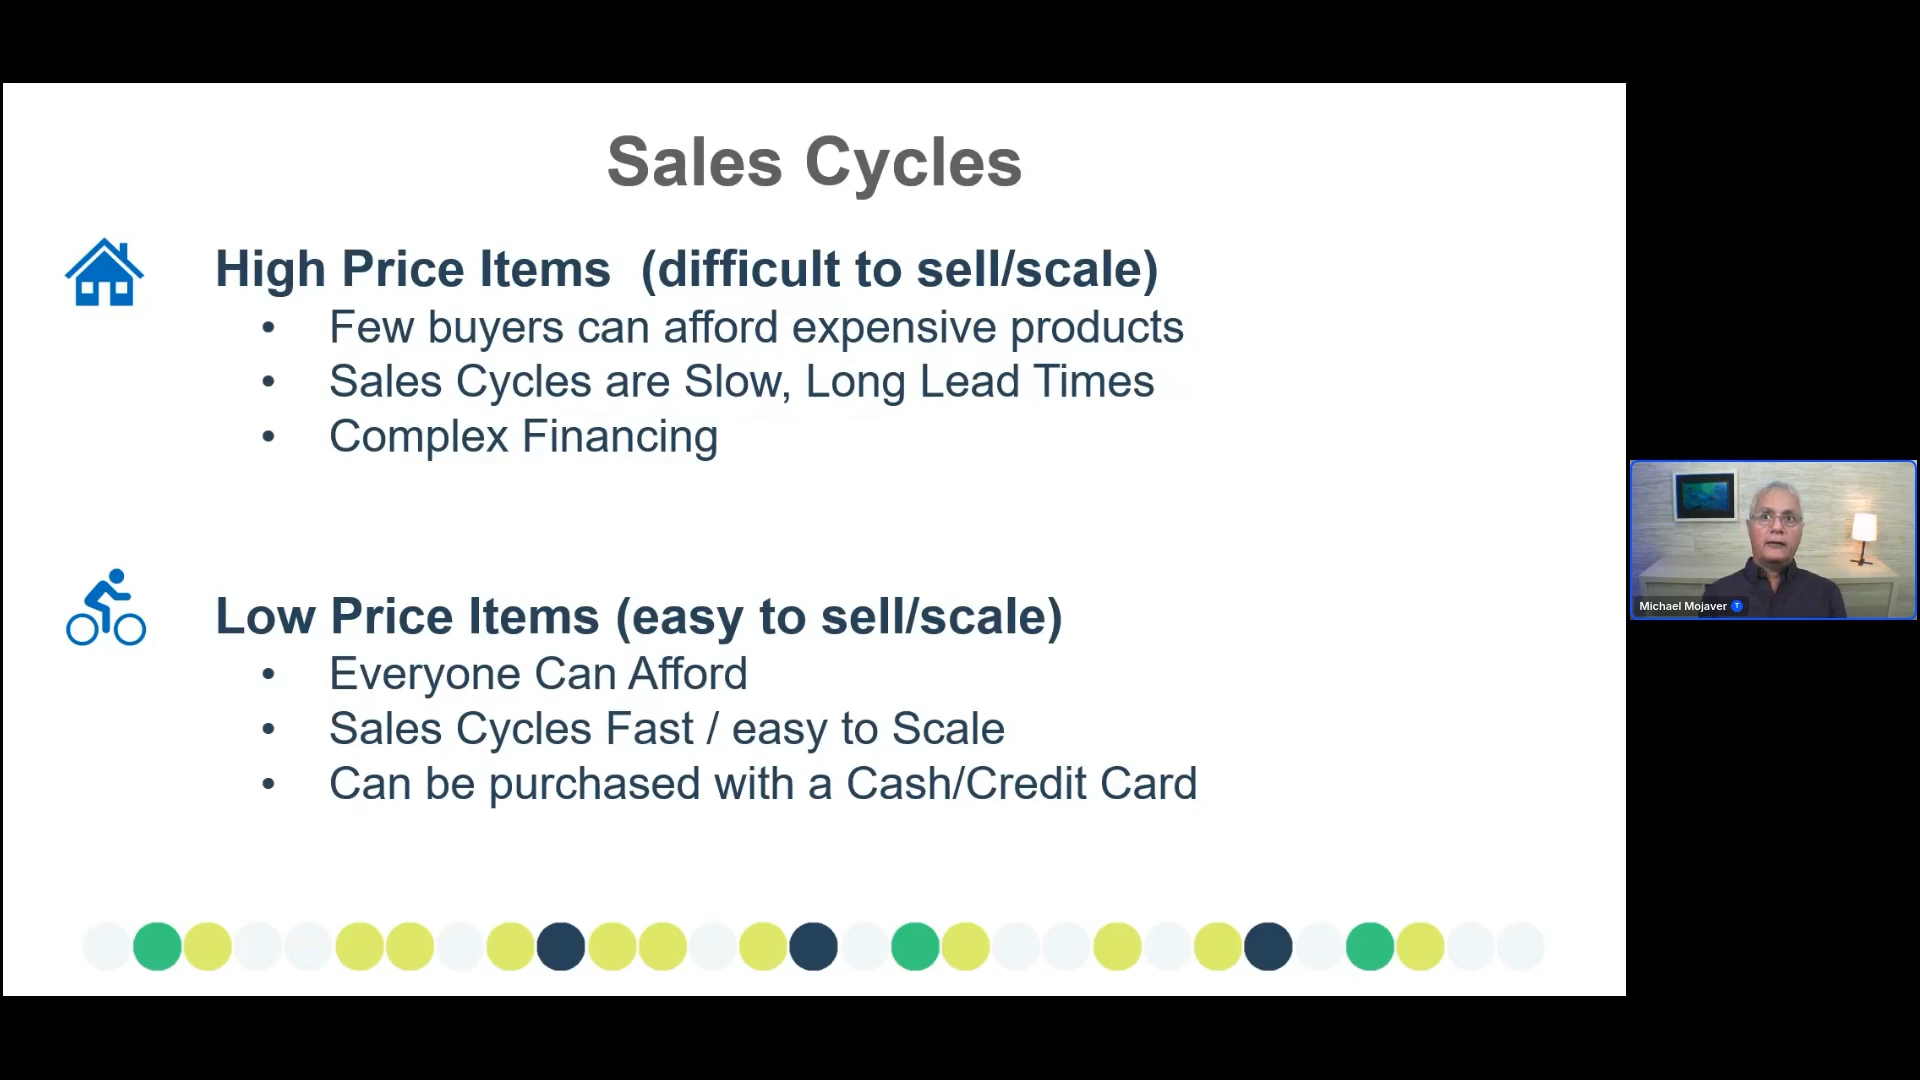 Sales Cycles
High Price Items (difficult to sell/scale)
• Few buyers can afford expensive products
• Sales Cycles are Slow, Long Lead Times
• Complex Financing
Low Price Items (easy to sell/scale)
• Everyone Can Afford
• Sales Cycles Fast / easy to Scale
• Can be purchased with a Cash/Credit Card
Michael Mojaver T